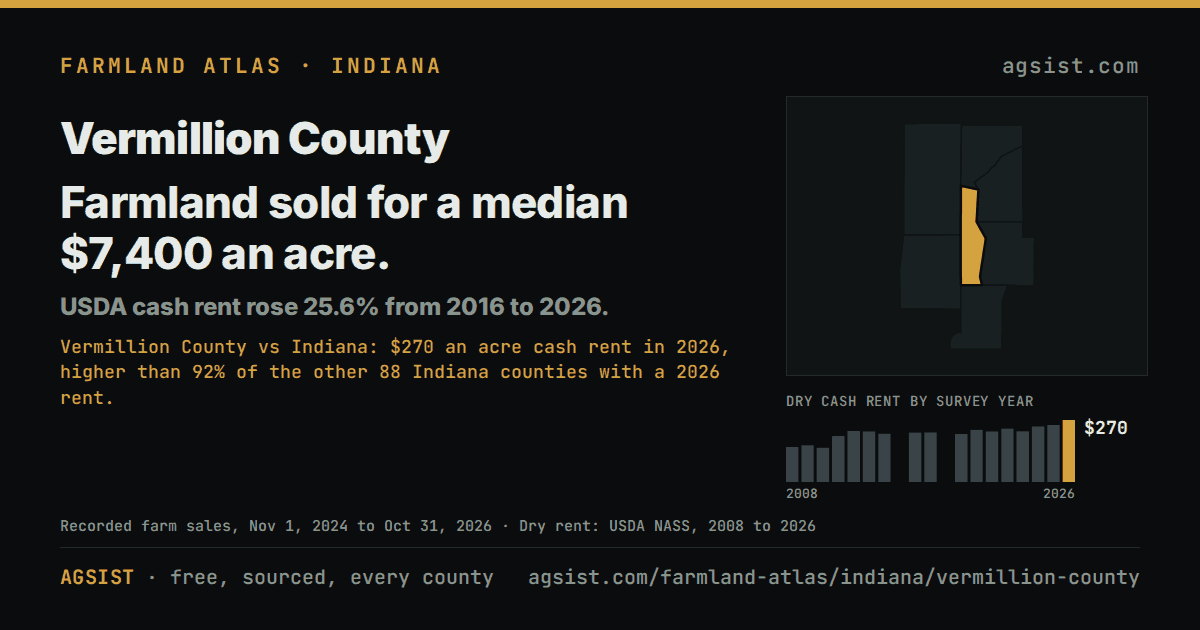 FARMLAND ATLAS · INDIANA
agsist.com
Vermillion County
Farmland sold for a median
$7,400 an acre.
USDA cash rent rose 25.6% from 2016 to 2026.
Vermillion County vs Indiana: $270 an acre cash rent in 2026,
higher than 92% of the other 88 Indiana counties with a 2026
rent.
DRY CASH RENT BY SURVEY YEAR
$270
2008
2026
Recorded farm sales, Nov 1, 2024 to Oct 31, 2026 · Dry rent: USDA NASS, 2008 to 2026
AGSIST · free, sourced, every county
agsist.com/farmland-atlas/indiana/vermillion-county